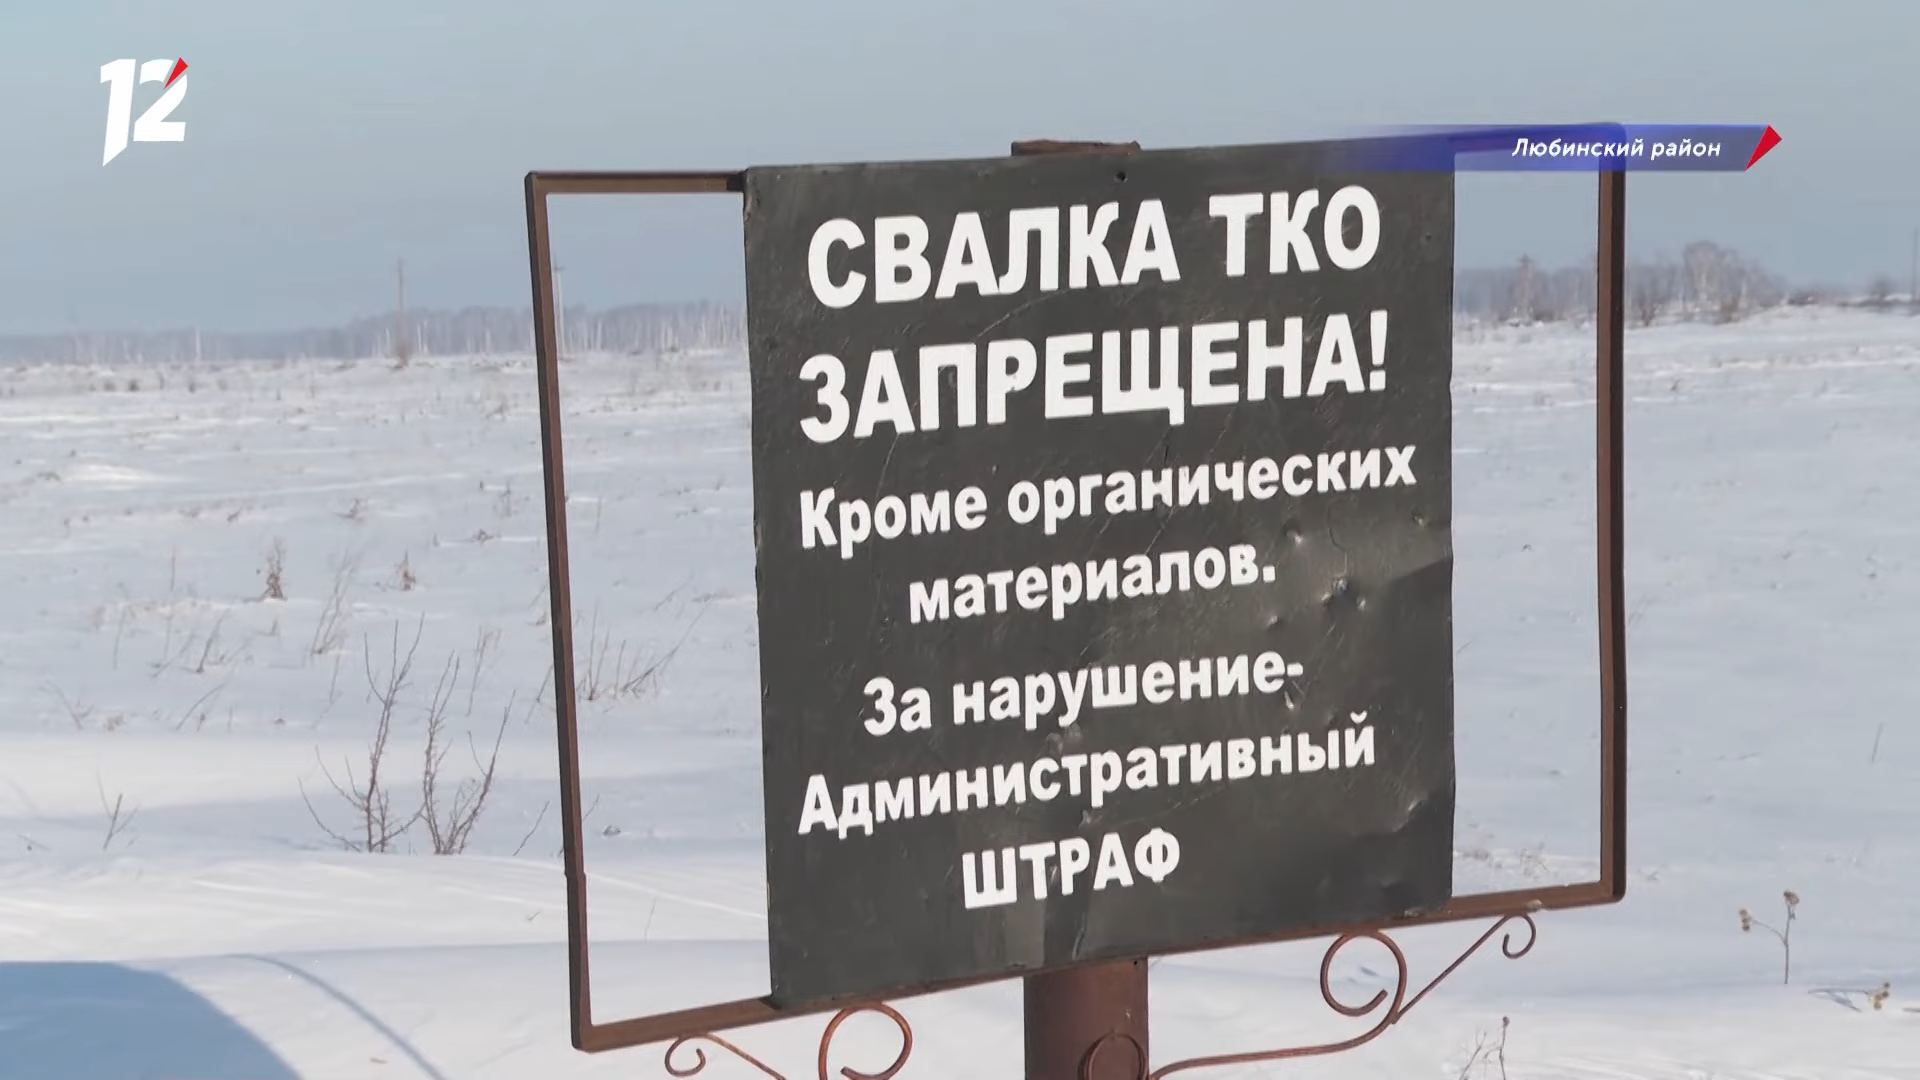 12
Любинский район
СВАЛКА ТКО
ЗАПРЕЩЕНА!
Кроме органических
материалов.
За нарушение-
Административный
ШТРАФ